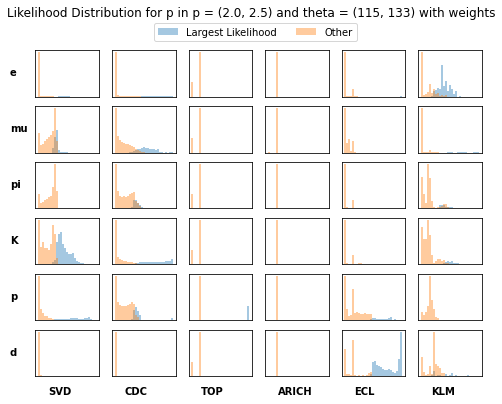 Likelihood Distribution for p in p = (2.0, 2.5) and theta = (115, 133) with weights
Largest Likelihood Other
e
mu
pi
K
p
d
SVD CDC TOP ARICH ECL KLM